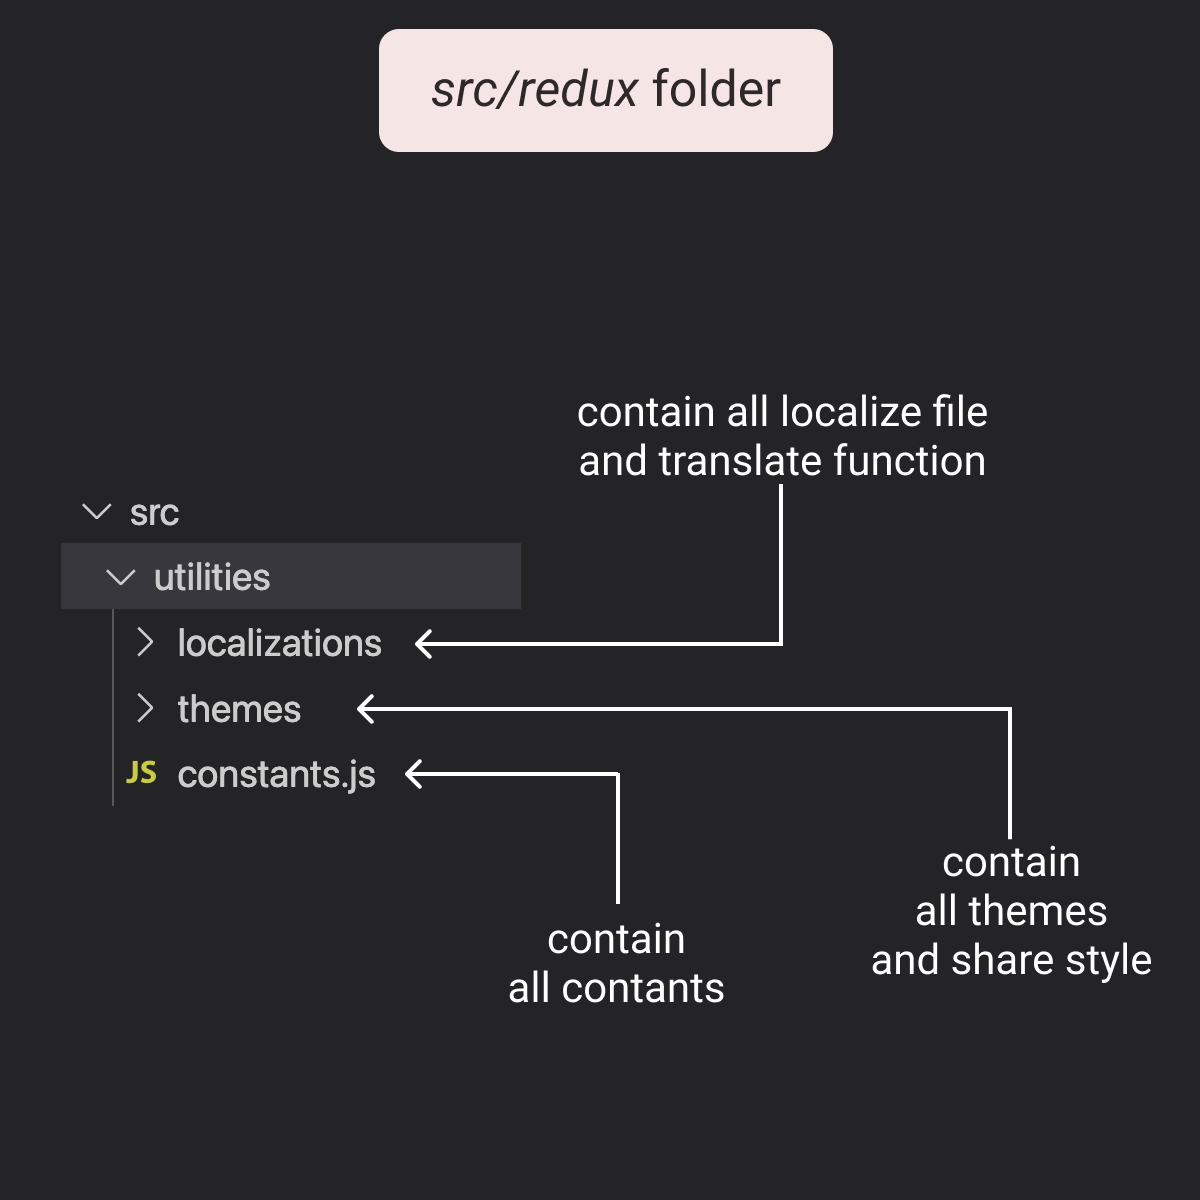 src/redux folder
contain all localize file
and translate function
src
utilities
localizations
themes
JS constants.js
contain
all themes
and share style
contain
all contants